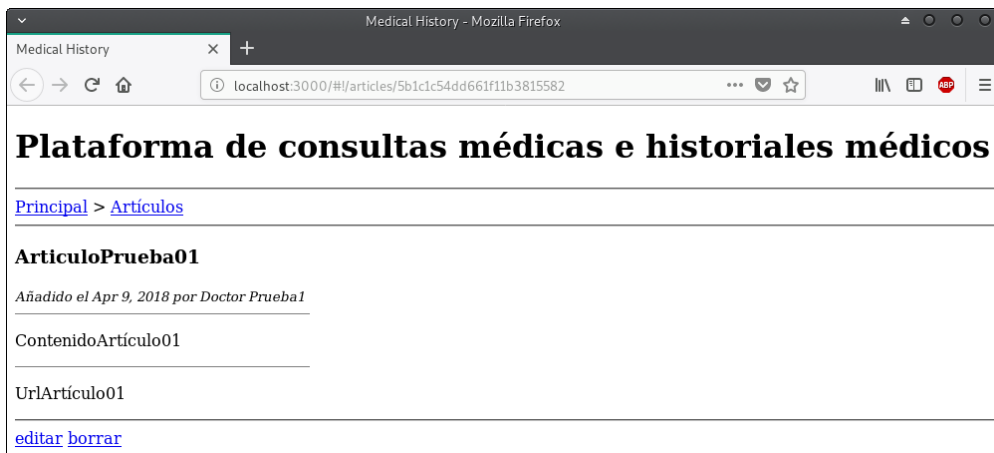 Medical History - Mozilla Firefox
Medical History
localhost:3000/#!/articles/5b1c1c54dd661f11b3815582
ABP
Plataforma de consultas médicas e historiales médicos
Principal > Artículos
ArticuloPrueba01
Añadido el Apr 9, 2018 por Doctor Prueba1
ContenidoArtículo01
UrlArtículo01
editar borrar